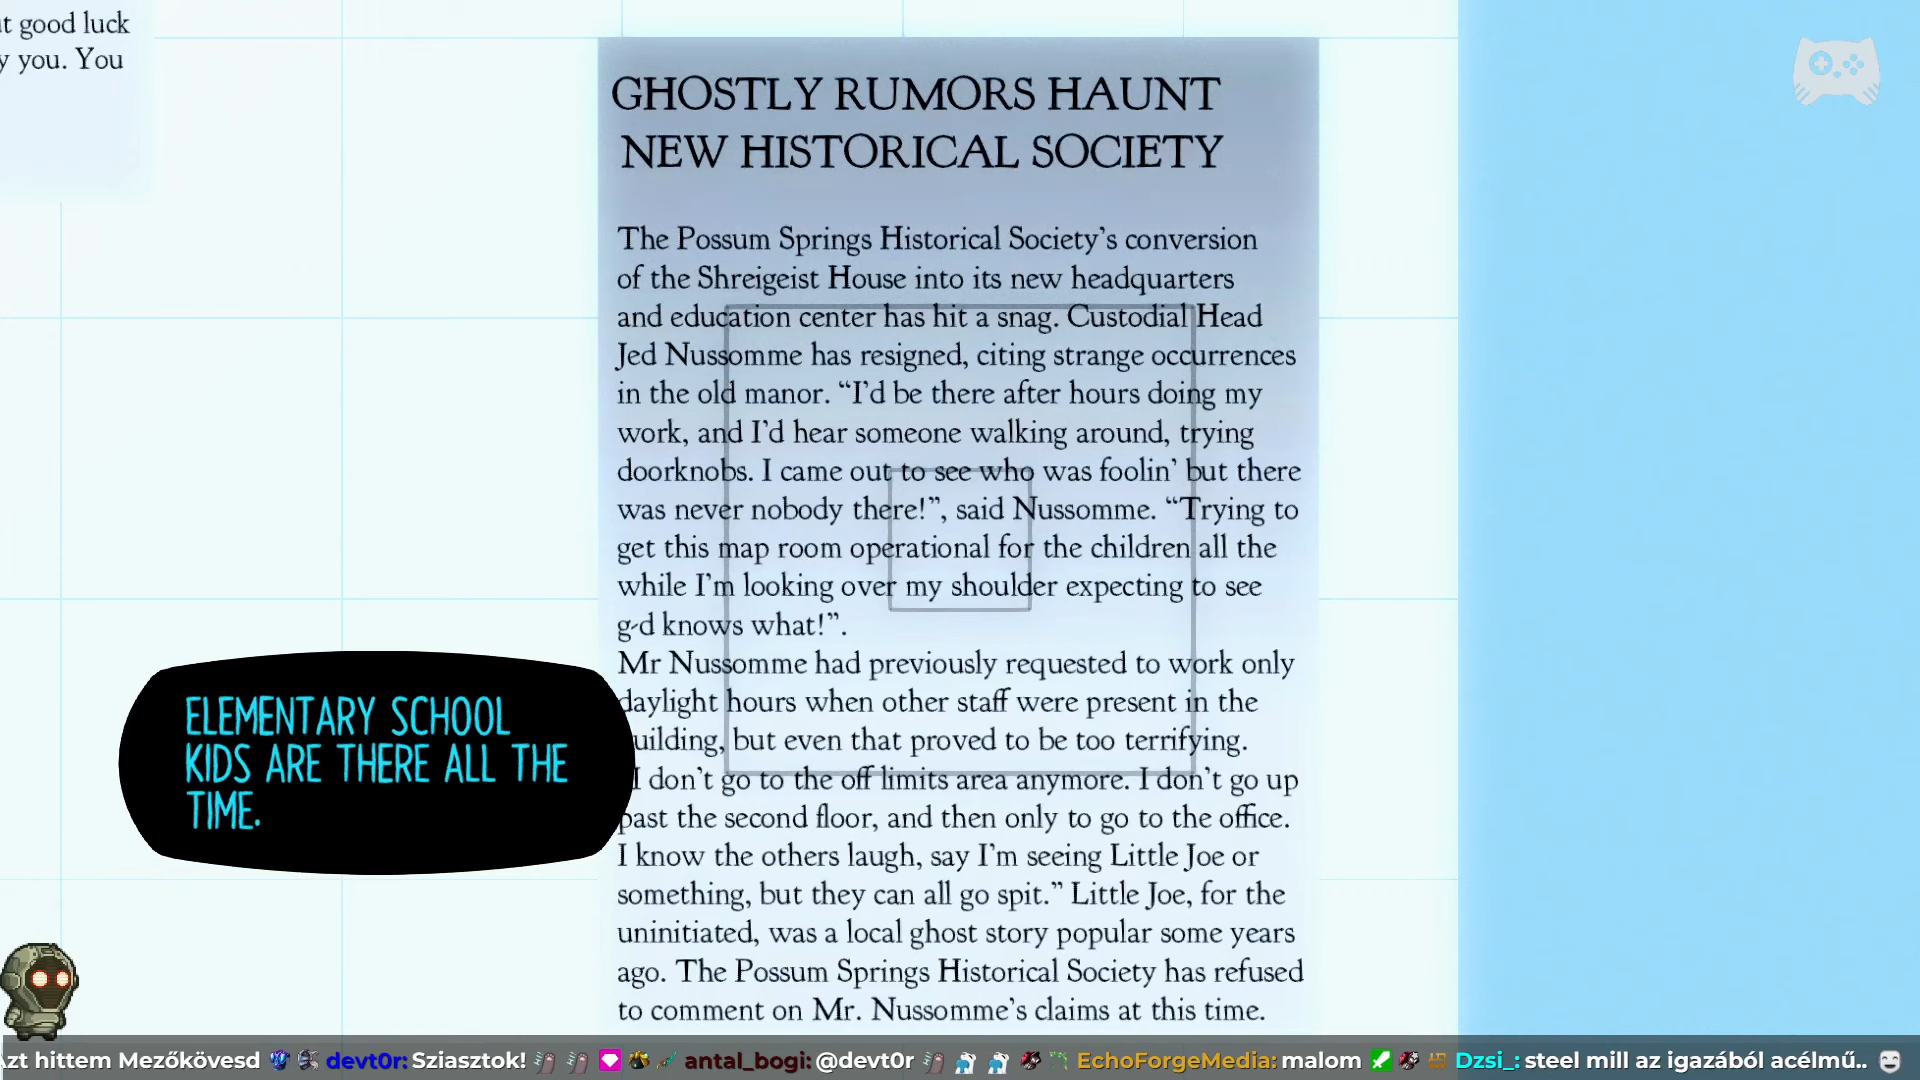 t good luck
y you. You
GHOSTLY RUMORS HAUNT
NEW HISTORICAL SOCIETY
The Possum Springs Historical Society’s conversion
of the Shreigeist House into its new headquarters
and education center has hit a snag. Custodial Head
Jed Nussomme has resigned, citing strange occurrences
in the old manor. “I’d be there after hours doing my
work, and I’d hear someone walking around, trying
doorknobs. I came out to see who was foolin’ but there
was never nobody there!”, said Nussomme. “Trying to
get this map room operational for the children all the
while I’m looking over my shoulder expecting to see
g-d knows what!”.
Mr Nussomme had previously requested to work only
daylight hours when other staff were present in the
uilding, but even that proved to be too terrifying.
I don’t go to the off limits area anymore. I don’t go up
past the second floor, and then only to go to the office.
I know the others laugh, say I’m seeing Little Joe or
something, but they can all go spit.” Little Joe, for the
uninitiated, was a local ghost story popular some years
ago. The Possum Springs Historical Society has refused
to comment on Mr. Nussomme’s claims at this time.
ELEMENTARY SCHOOL
KIDS ARE THERE ALL THE
TIME.
Azt hittem Mezőkövesd devt0r: Sziasztok! antal_bogi: @devt0r EchoForgeMedia: malom Dzsi_: steel mill az igazából acélmű..